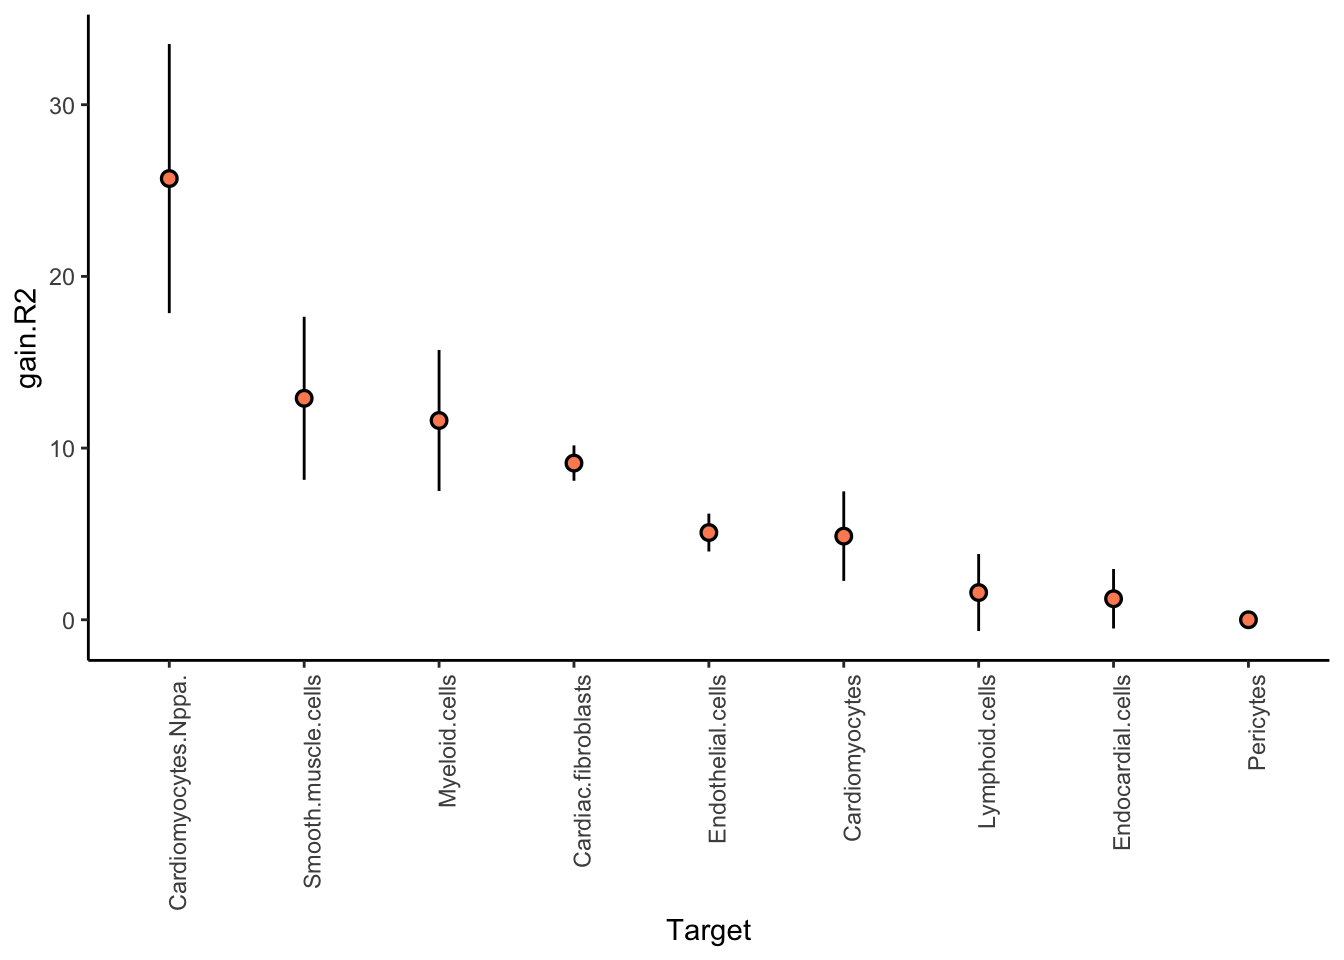 gain.R2
30
20
10
0
Cardiomyocytes.Nppa.
Smooth.muscle.cells
Myeloid.cells
Cardiac.fibroblasts
Endothelial.cells
Cardiomyocytes
Lymphoid.cells
Endocardial.cells
Pericytes
Target